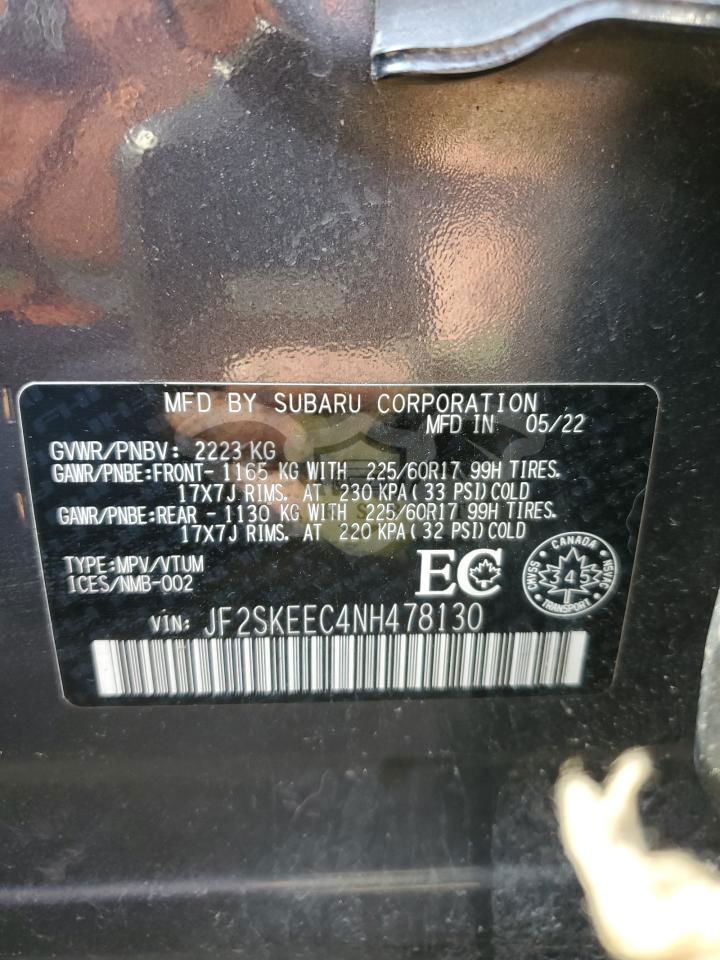 MFD BY SUBARU CORPORATION
MFD IN 05/22
GVWR/PNBV: 2223 KG
GAWR/PNBE:FRONT- 1165 KG WITH 225/60R17 99H TIRES.
17X7J RIMS. AT 230 KPA(33 PSI)COLD
GAWR/PNBE:REAR - 1130 KG WITH 225/60R17 99H TIRES.
17X7J RIMS. AT 220 KPA(32 PSI)COLD
TYPE:MPV/VTUM
ICES/NMB-002
EC
CANADA
CMVSS 345 NSVAC
TRANSPORT
VIN: JF2SKEEC4NH478130